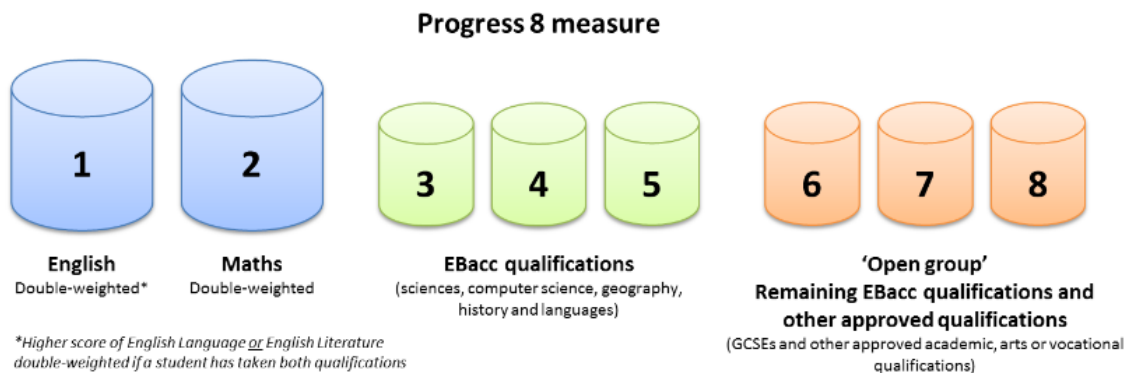 Progress 8 measure
1
2
3
4
5
6
7
8
English
Double-weighted*
Maths
Double-weighted
EBacc qualifications
(sciences, computer science, geography,
history and languages)
‘Open group’
Remaining EBacc qualifications and
other approved qualifications
(GCSEs and other approved academic, arts or vocational
qualifications)
*Higher score of English Language or English Literature
double-weighted if a student has taken both qualifications